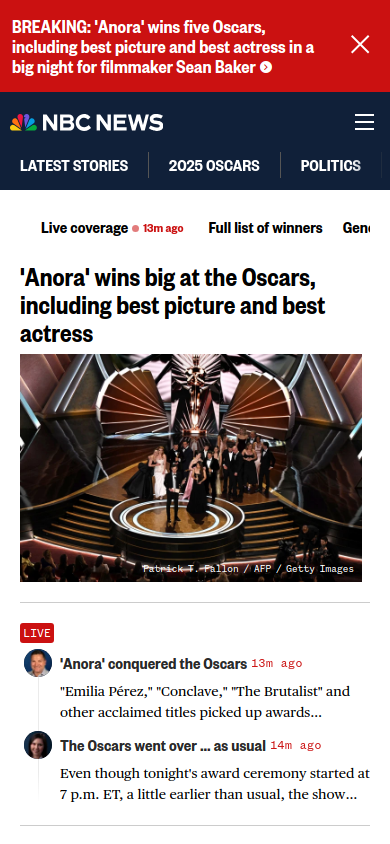 BREAKING: 'Anora' wins five Oscars,
including best picture and best actress in a
big night for filmmaker Sean Baker
NBC NEWS
LATEST STORIES 2025 OSCARS POLITICS
Live coverage 13m ago Full list of winners
'Anora' wins big at the Oscars,
including best picture and best
actress
Patrick T. Fallon / AFP / Getty Images
LIVE
'Anora' conquered the Oscars 13m ago
"Emilia Pérez," "Conclave," "The Brutalist" and
other acclaimed titles picked up awards...
The Oscars went over ... as usual 14m ago
Even though tonight's award ceremony started at
7 p.m. ET, a little earlier than usual, the show...